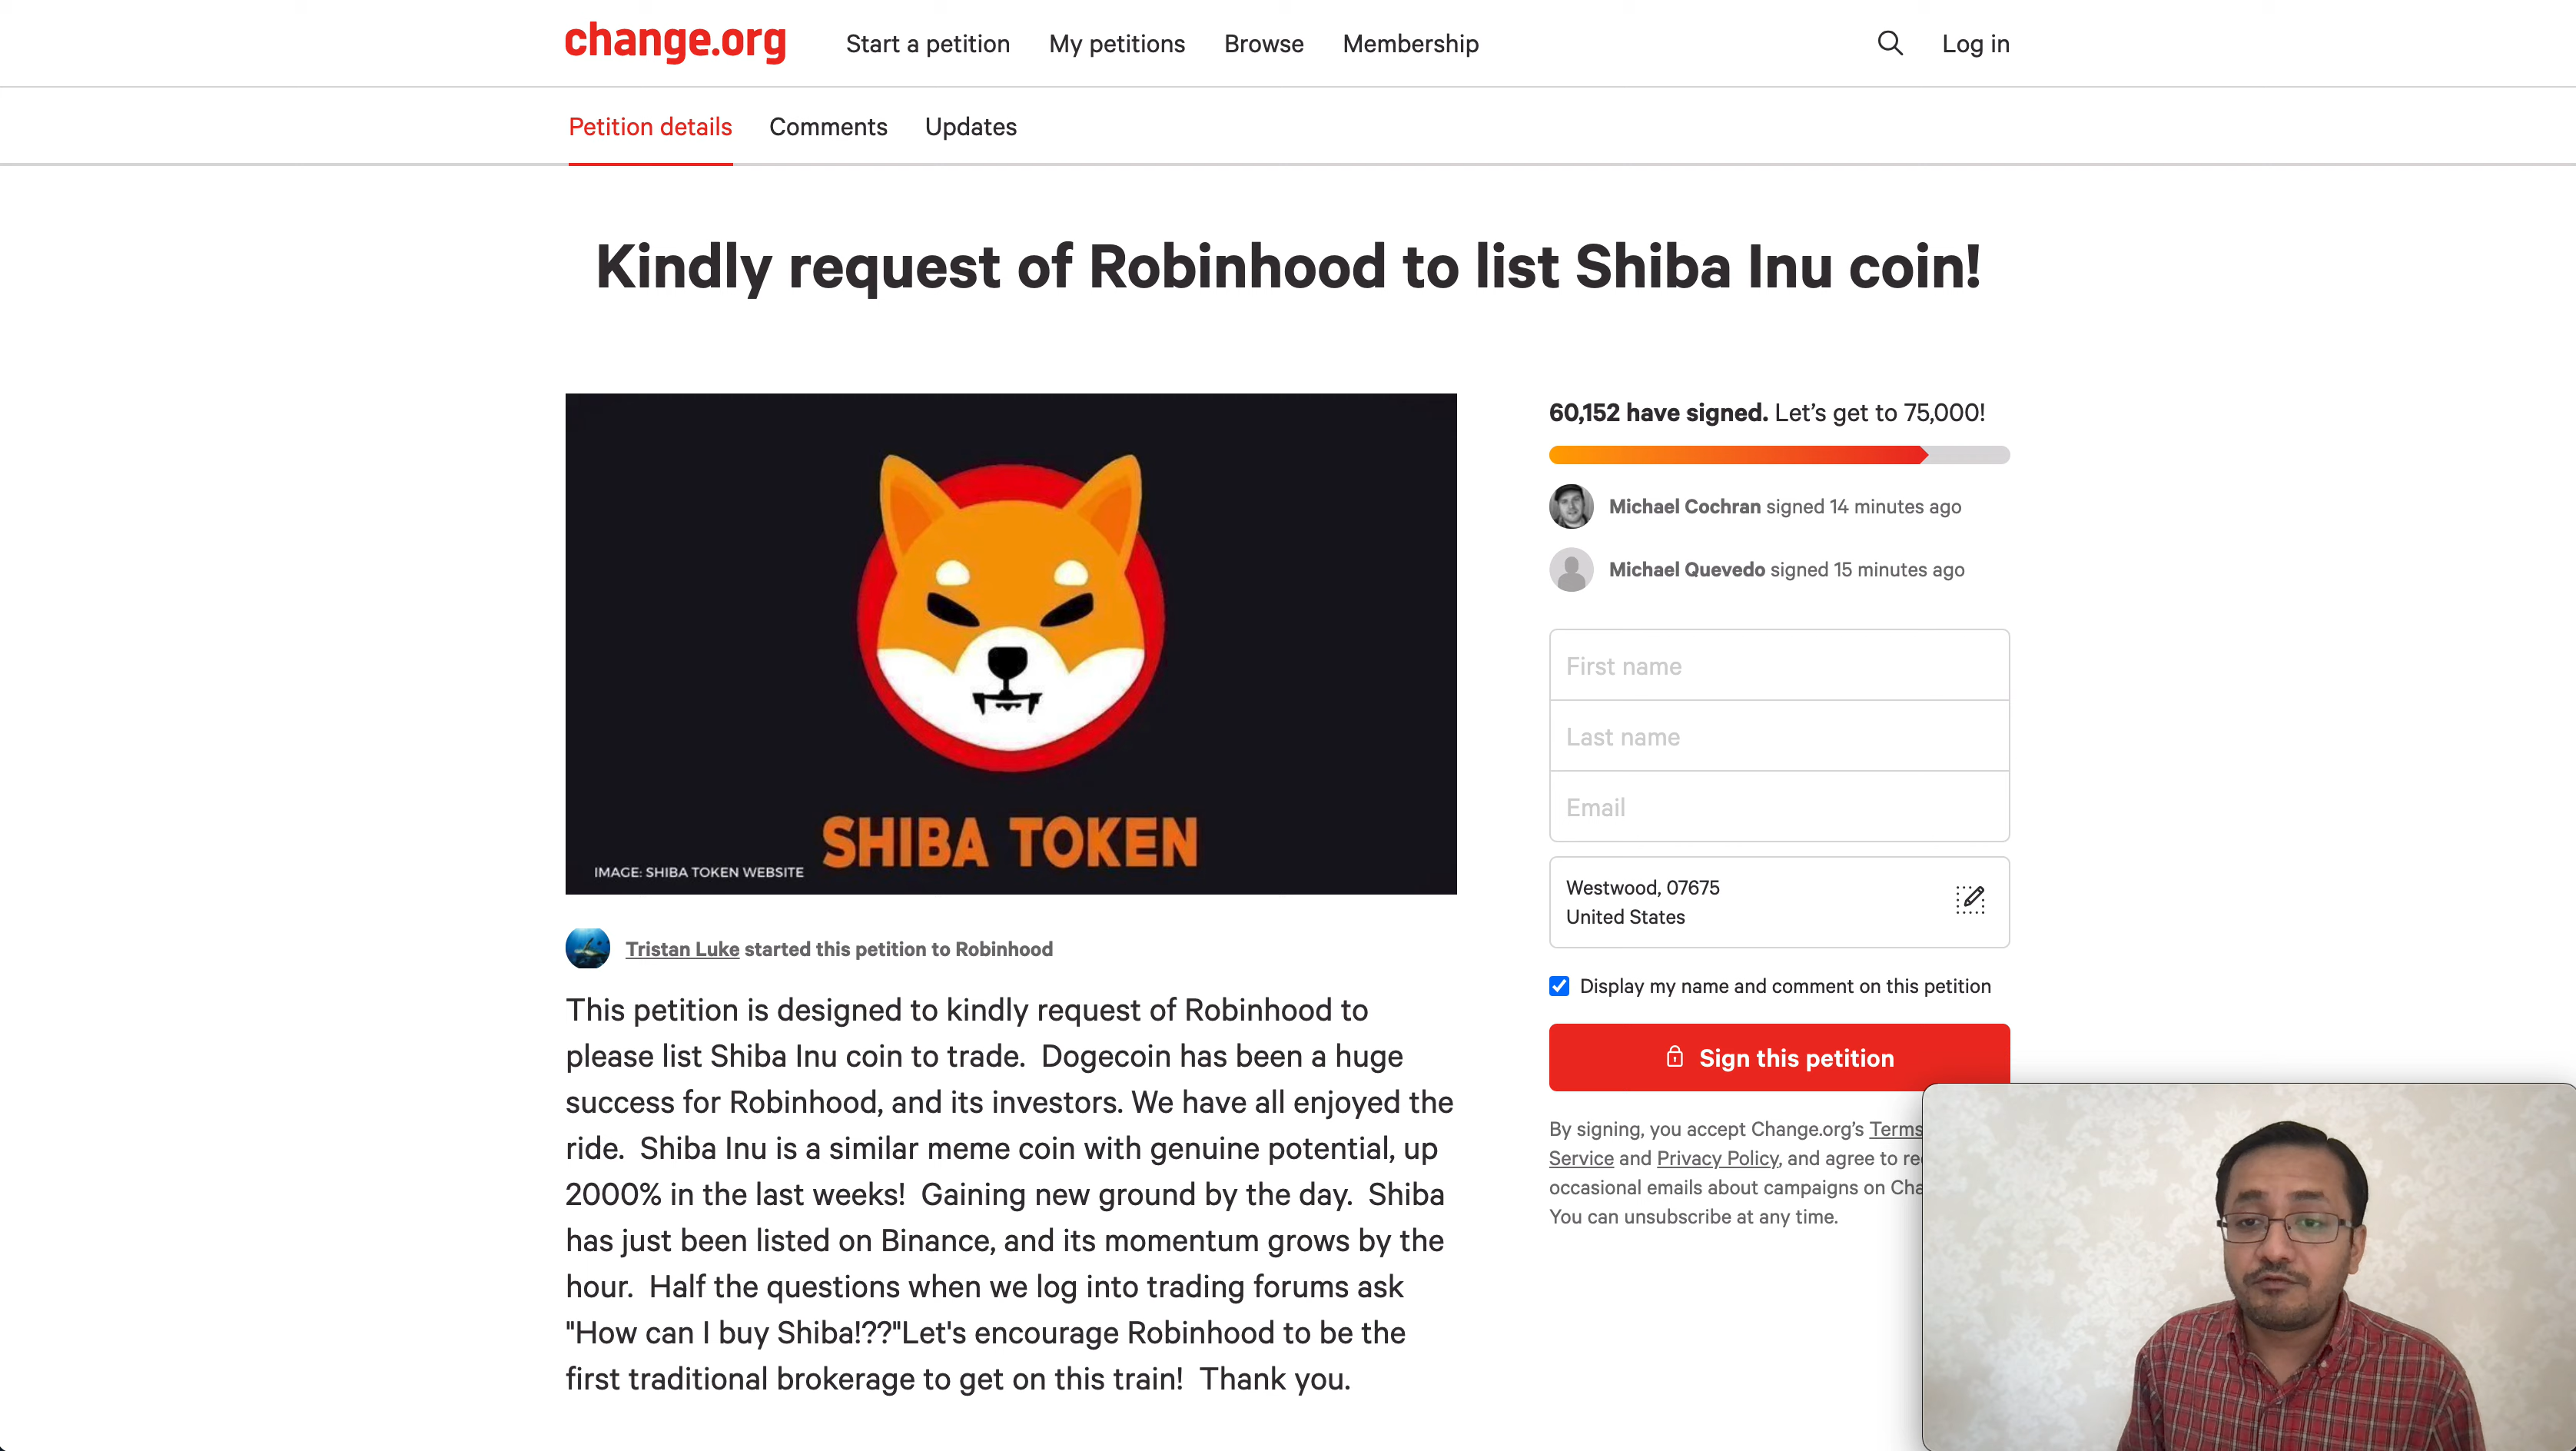 change.org
Start a petition
My petitions
Browse
Membership
Log in
Petition details
Comments
Updates
Kindly request of Robinhood to list Shiba Inu coin!
SHIBA TOKEN
IMAGE: SHIBA TOKEN WEBSITE
Tristan Luke started this petition to Robinhood
This petition is designed to kindly request of Robinhood to
please list Shiba Inu coin to trade.  Dogecoin has been a huge
success for Robinhood, and its investors. We have all enjoyed the
ride.  Shiba Inu is a similar meme coin with genuine potential, up
2000% in the last weeks!  Gaining new ground by the day.  Shiba
has just been listed on Binance, and its momentum grows by the
hour.  Half the questions when we log into trading forums ask
"How can I buy Shiba!??"Let's encourage Robinhood to be the
first traditional brokerage to get on this train!  Thank you.
60,152 have signed. Let’s get to 75,000!
Michael Cochran signed 14 minutes ago
Michael Quevedo signed 15 minutes ago
First name
Last name
Email
Westwood, 07675
United States
Display my name and comment on this petition
Sign this petition
By signing, you accept Change.org’s Terms
Service and Privacy Policy, and agree to
occasional emails about campaigns on
You can unsubscribe at any time.